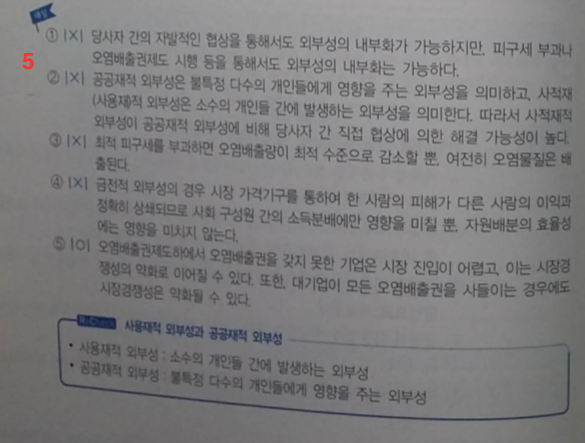 해설
① |X| 당사자 간의 자발적인 협상을 통해서도 외부성의 내부화가 가능하지만, 피구세 부과나
5
오염배출권제도 시행 등을 통해서도 외부성의 내부화는 가능하다.
② |X| 공공재적 외부성은 불특정 다수의 개인들에게 영향을 주는 외부성을 의미하고, 사적재
(사용재)적 외부성은 소수의 개인들 간에 발생하는 외부성을 의미한다. 따라서 사적재적
외부성이 공공재적 외부성에 비해 당사자 간 직접 협상에 의한 해결 가능성이 높다.
③ |X| 최적 피구세를 부과하면 오염배출량이 최적 수준으로 감소할 뿐, 여전히 오염물질은 배
출된다.
④ |X| 금전적 외부성의 경우 시장 가격기구를 통하여 한 사람의 피해가 다른 사람의 이익과
정확히 상쇄되므로 사회 구성원 간의 소득분배에만 영향을 미칠 뿐, 자원배분의 효율성
에는 영향을 미치지 않는다.
⑤ |O| 오염배출권제도하에서 오염배출권을 갖지 못한 기업은 시장 진입이 어렵고, 이는 시장경
쟁성의 악화로 이어질 수 있다. 또한, 대기업이 모든 오염배출권을 사들이는 경우에도
시장경쟁성은 악화될 수 있다.
사용재적 외부성과 공공재적 외부성
• 사용재적 외부성 : 소수의 개인들 간에 발생하는 외부성
• 공공재적 외부성 : 불특정 다수의 개인들에게 영향을 주는 외부성